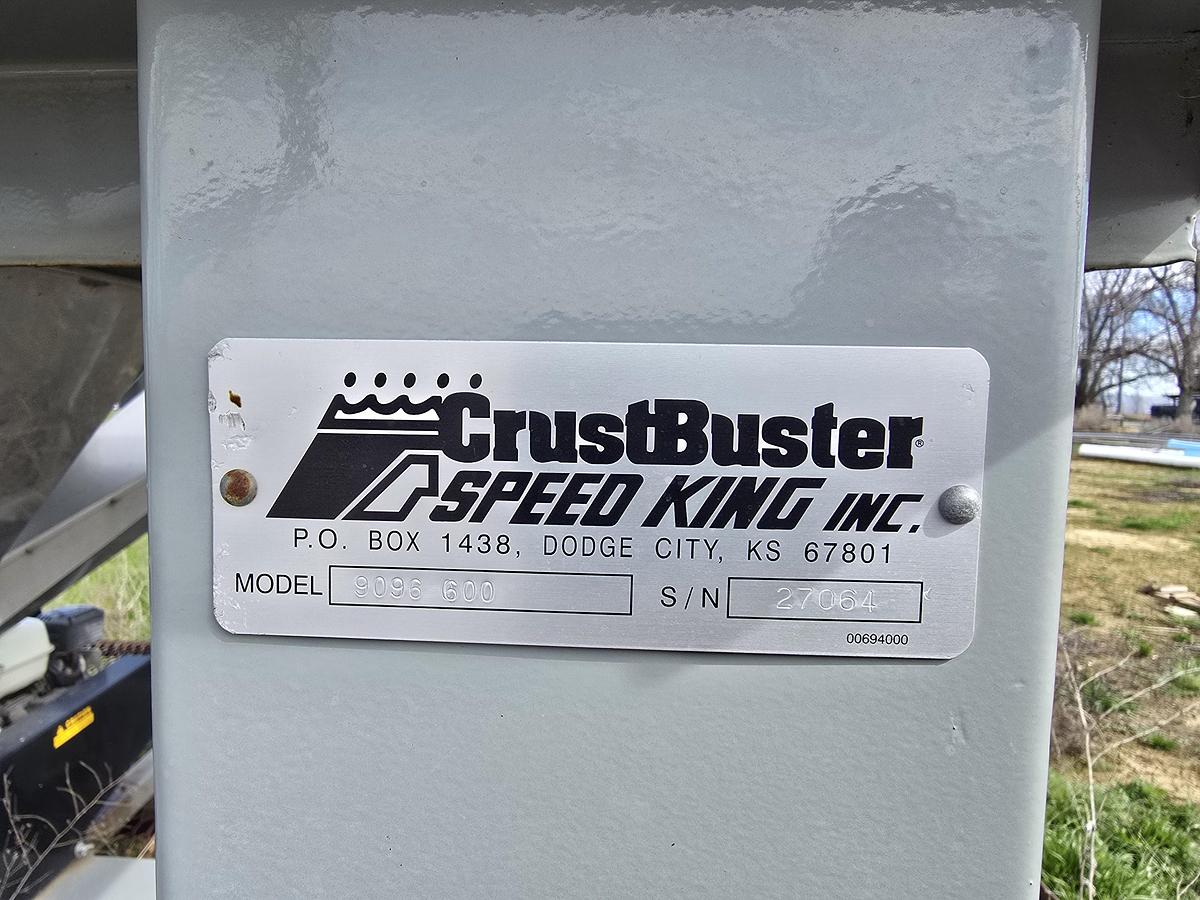 CrustBuster®
SPEED KING INC.
P.O. BOX 1438, DODGE CITY, KS 67801
MODEL 9096 600 S/N 27064
00694000